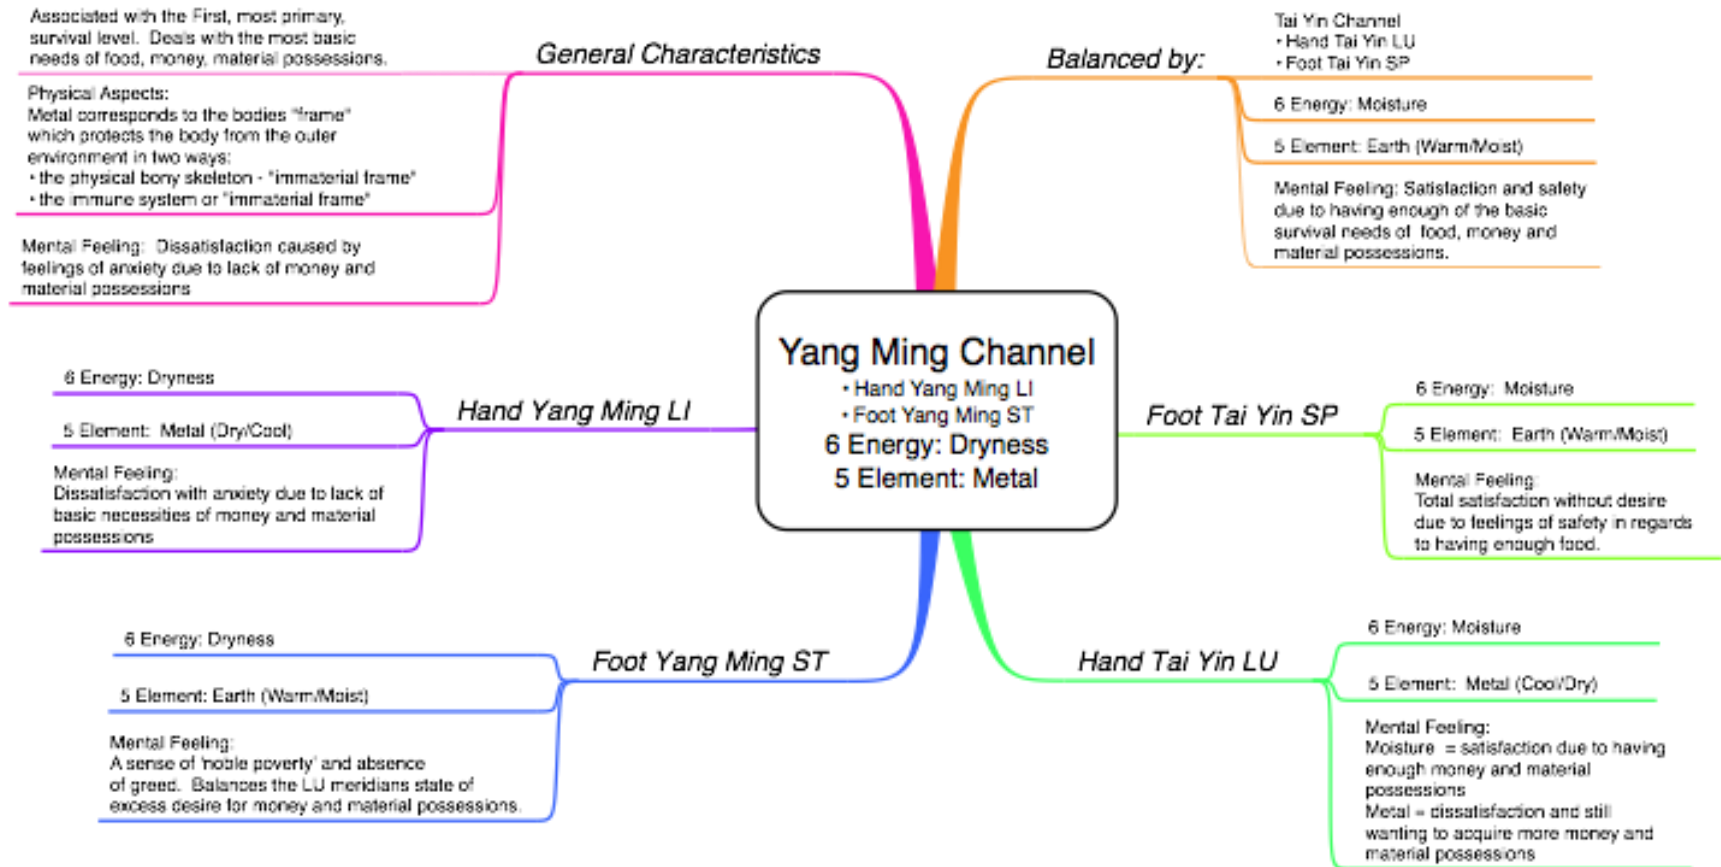 Associated with the First, most primary,
survival level.  Deals with the most basic
needs of food, money, material possessions.
General Characteristics
Physical Aspects:
Metal corresponds to the bodies "frame"
which protects the body from the outer
environment in two ways:
• the physical bony skeleton - "immaterial frame"
• the immune system or "immaterial frame"
Mental Feeling:  Dissatisfaction caused by
feelings of anxiety due to lack of money and
material possessions
Balanced by:
Tai Yin Channel
• Hand Tai Yin LU
• Foot Tai Yin SP
6 Energy: Moisture
5 Element: Earth (Warm/Moist)
Mental Feeling: Satisfaction and safety
due to having enough of the basic
survival needs of  food, money and
material possessions.
Yang Ming Channel
• Hand Yang Ming LI
• Foot Yang Ming ST
6 Energy: Dryness
5 Element: Metal
Hand Yang Ming LI
6 Energy: Dryness
5 Element:  Metal (Dry/Cool)
Mental Feeling:
Dissatisfaction with anxiety due to lack of
basic necessities of money and material
possessions
Foot Tai Yin SP
6 Energy:  Moisture
5 Element:  Earth (Warm/Moist)
Mental Feeling:
Total satisfaction without desire
due to feelings of safety in regards
to having enough food.
Foot Yang Ming ST
6 Energy: Dryness
5 Element: Earth (Warm/Moist)
Mental Feeling:
A sense of 'noble poverty' and absence
of greed.  Balances the LU meridians state of
excess desire for money and material possessions.
Hand Tai Yin LU
6 Energy: Moisture
5 Element:  Metal (Cool/Dry)
Mental Feeling:
Moisture  = satisfaction due to having
enough money and material
possessions
Metal = dissatisfaction and still
wanting to acquire more money and
material possessions